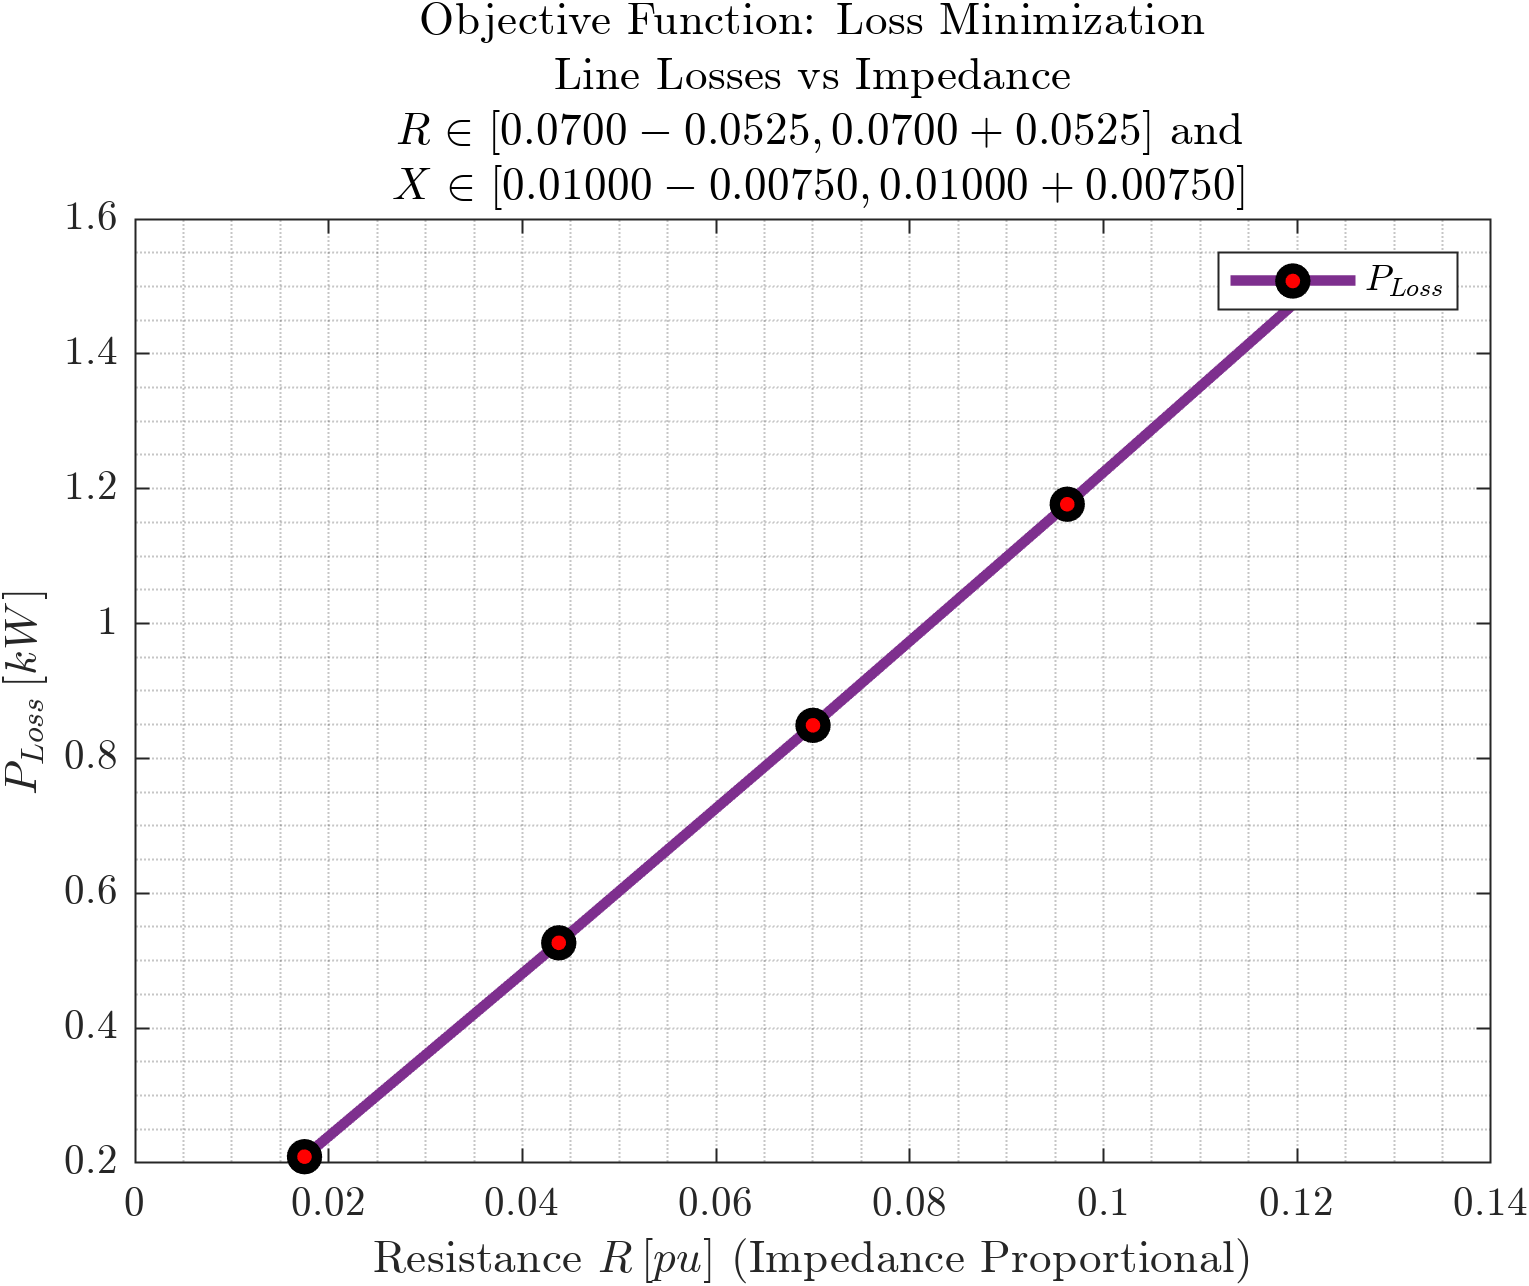 Objective Function: Loss Minimization
Line Losses vs Impedance
R ∈ [0.0700 − 0.0525, 0.0700 + 0.0525] and
X ∈ [0.01000 − 0.00750, 0.01000 + 0.00750]
1.6
1.4
1.2
1
0.8
0.6
0.4
0.2
P_Loss [kW]
P_Loss
0
0.02
0.04
0.06
0.08
0.1
0.12
0.14
Resistance R [pu] (Impedance Proportional)